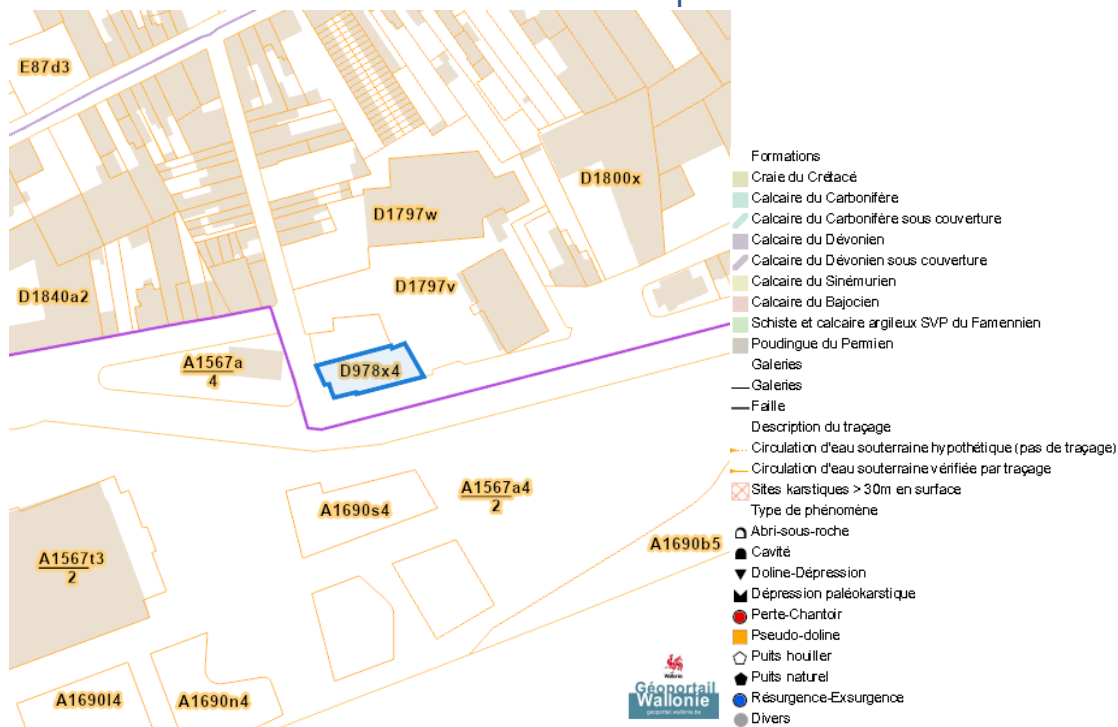 E87d3
D1800x
D1797w
D1797v
D1840a2
A1567a
4
D978x4
A1567a4
2
A1690s4
A1690b5
A1567t3
2
A1690l4
A1690n4
Formations
Craie du Crétacé
Calcaire du Carbonifère
Calcaire du Carbonifère sous couverture
Calcaire du Dévonien
Calcaire du Dévonien sous couverture
Calcaire du Sinémurien
Calcaire du Bajocien
Schiste et calcaire argileux SVP du Famennien
Poudingue du Permien
Galeries
Galeries
Faille
Description du traçage
Circulation d'eau souterraine hypothétique (pas de traçage)
Circulation d'eau souterraine vérifiée par traçage
Sites karstiques > 30m en surface
Type de phénomène
Abri-sous-roche
Cavité
Doline-Dépression
Dépression paléokarstique
Perte-Chantoir
Pseudo-doline
Puits houiller
Puits naturel
Résurgence-Exsurgence
Divers
Wallonie
Géoportail
Wallonie
geoportail.wallonie.be